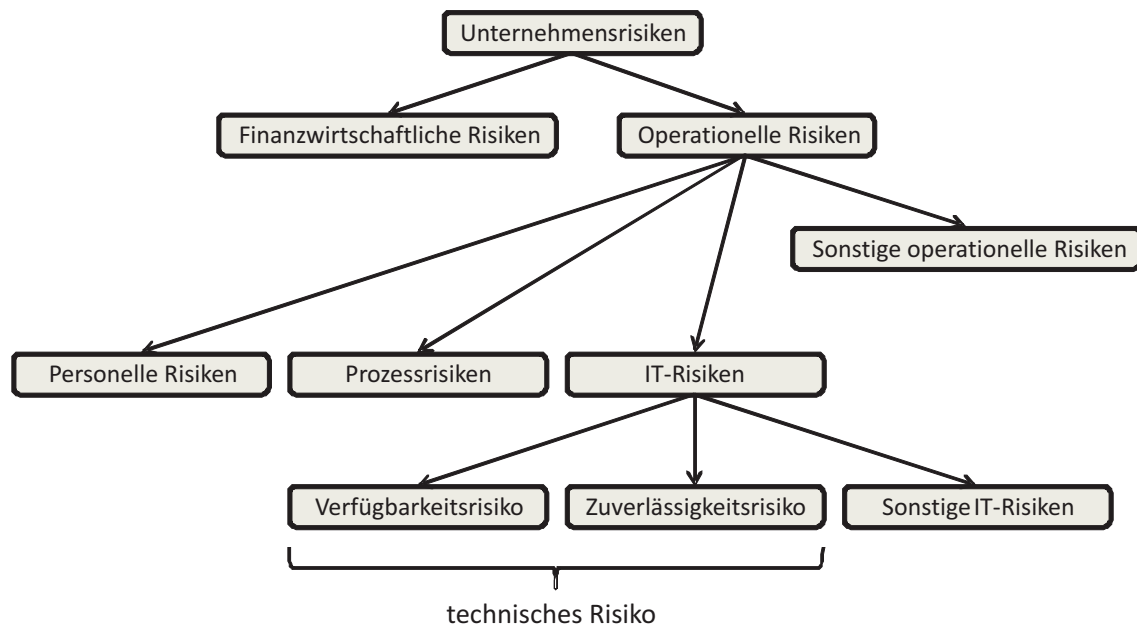 Unternehmensrisiken
Finanzwirtschaftliche Risiken
Operationelle Risiken
Sonstige operationelle Risiken
Personelle Risiken
Prozessrisiken
IT-Risiken
Verfügbarkeitsrisiko
Zuverlässigkeitsrisiko
Sonstige IT-Risiken
technisches Risiko